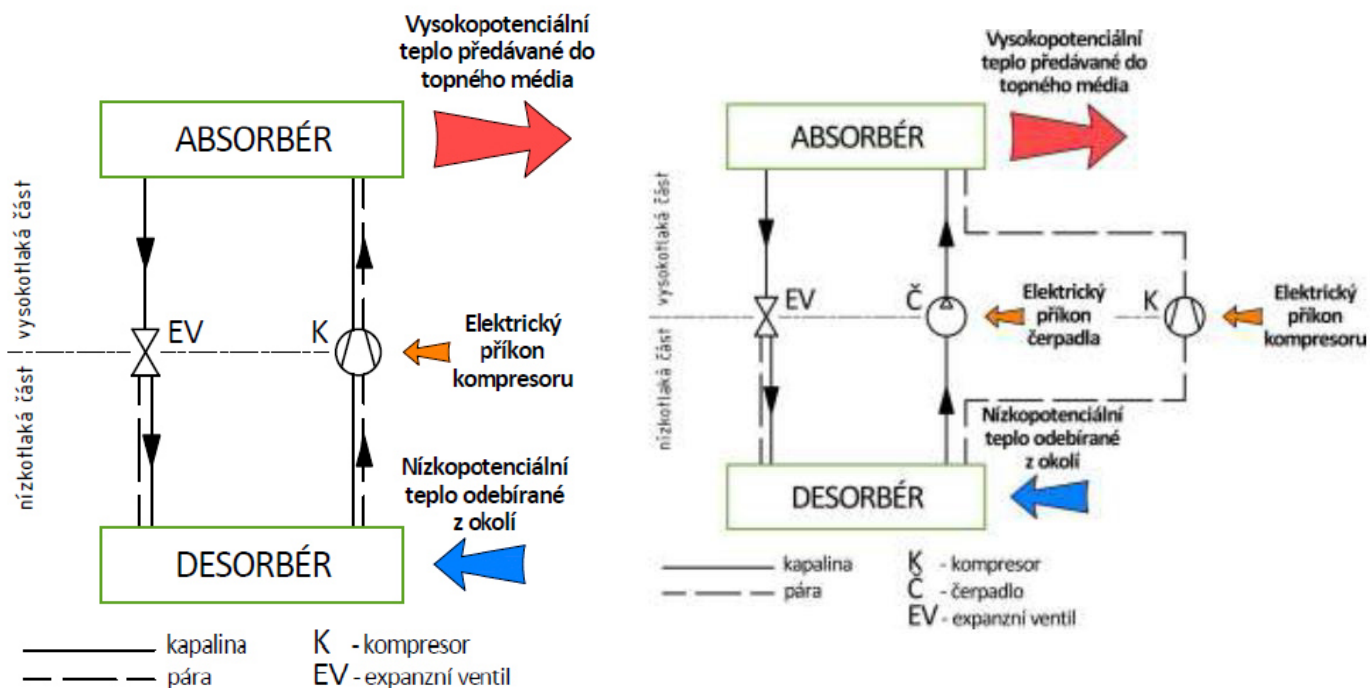 Vysokopotenciální
teplo předávané do
topného média
ABSORBÉR
vysokotlaká část
nízkotlaká část
EV
K
Elektrický
příkon
kompresoru
Nízkopotenciální
teplo odebírané
z okolí
DESORBÉR
kapalina
pára
K - kompresor
EV - expanzní ventil
Vysokopotenciální
teplo předávané do
topného média
ABSORBÉR
vysokotlaká část
nízkotlaká část
EV
Č
Elektrický
příkon
čerpadla
K
Elektrický
příkon
kompresoru
Nízkopotenciální
teplo odebírané
z okolí
DESORBÉR
kapalina
pára
K - kompresor
Č - čerpadlo
EV - expanzní ventil